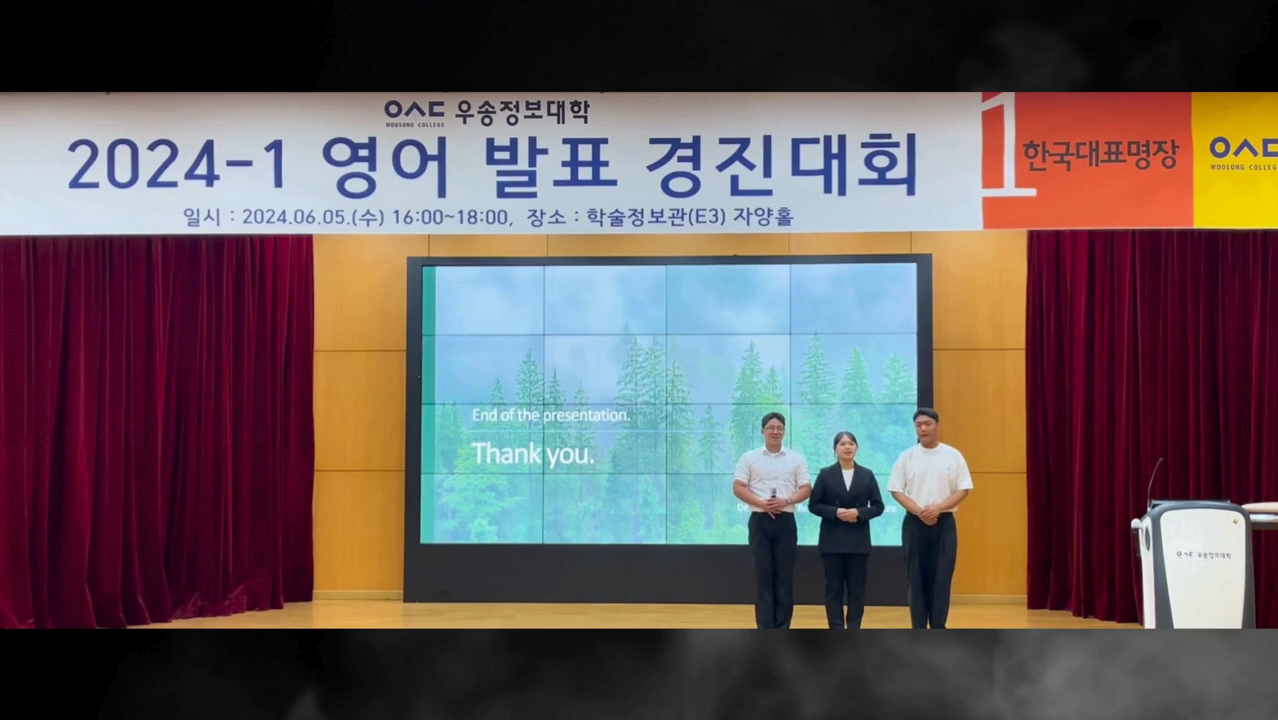 우송정보대학
WOOSONG COLLEGE
2024-1 영어 발표 경진대회
일시 : 2024.06.05.(수) 16:00~18:00, 장소 : 학술정보관(E3) 자양홀
1 한국대표명장
WOOSONG COLLEGE
End of the presentation.
Thank you.
우송정보대학